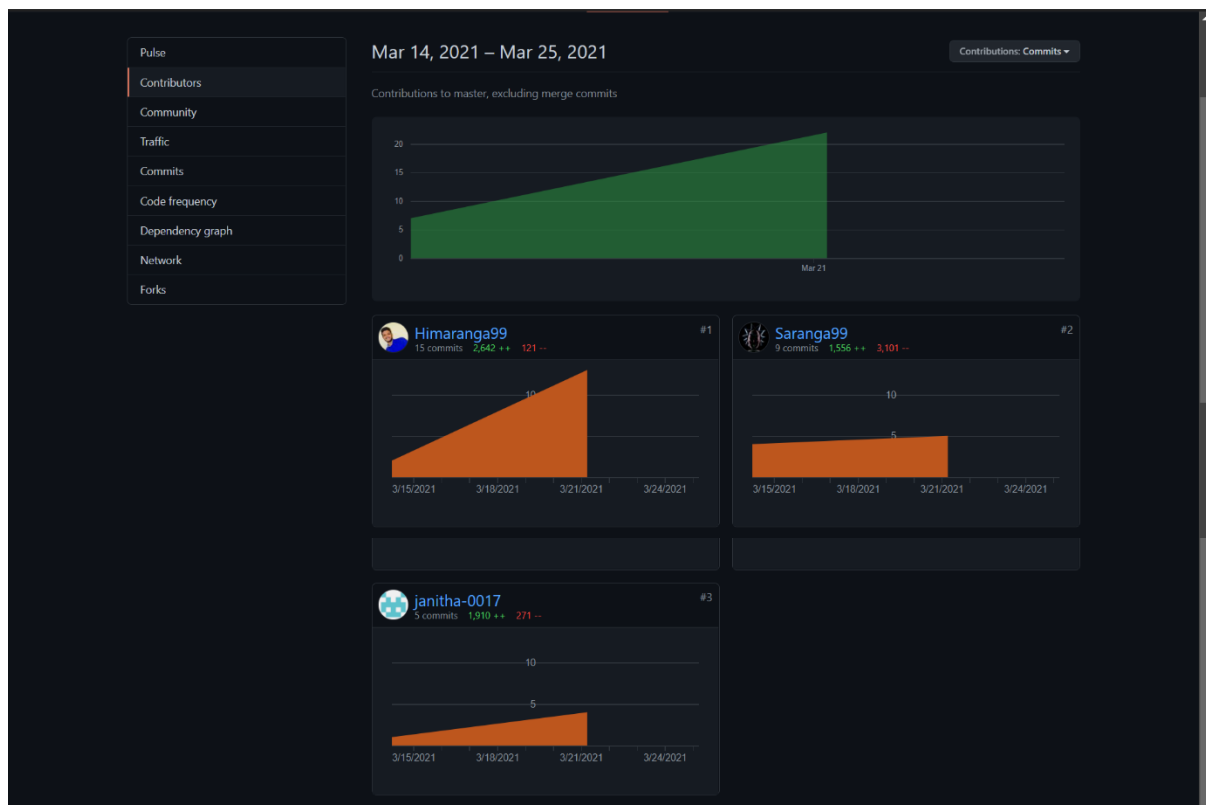 Pulse
Contributors
Community
Traffic
Commits
Code frequency
Dependency graph
Network
Forks
Mar 14, 2021 – Mar 25, 2021
Contributions: Commits
Contributions to master, excluding merge commits
20
15
10
5
0
Mar 21
Himaranga99 #1
15 commits 2,642 ++ 121 --
10
3/15/2021 3/18/2021 3/21/2021 3/24/2021
Saranga99 #2
9 commits 1,556 ++ 3,101 --
10
5
3/15/2021 3/18/2021 3/21/2021 3/24/2021
janitha-0017 #3
5 commits 1,910 ++ 271 --
10
5
3/15/2021 3/18/2021 3/21/2021 3/24/2021